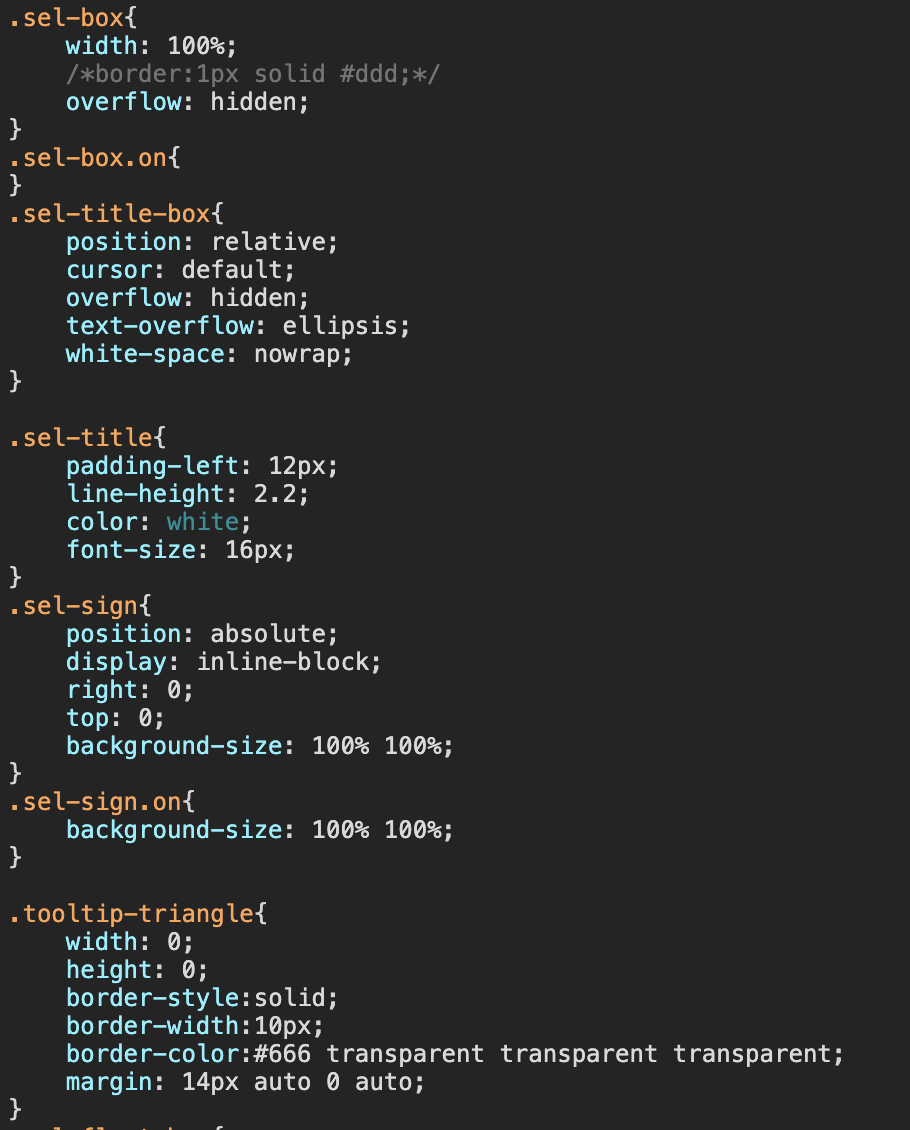 .sel-box{
    width: 100%;
    /*border:1px solid #ddd;*/
    overflow: hidden;
}
.sel-box.on{
}
.sel-title-box{
    position: relative;
    cursor: default;
    overflow: hidden;
    text-overflow: ellipsis;
    white-space: nowrap;
}

.sel-title{
    padding-left: 12px;
    line-height: 2.2;
    color: white;
    font-size: 16px;
}
.sel-sign{
    position: absolute;
    display: inline-block;
    right: 0;
    top: 0;
    background-size: 100% 100%;
}
.sel-sign.on{
    background-size: 100% 100%;
}

.tooltip-triangle{
    width: 0;
    height: 0;
    border-style:solid;
    border-width:10px;
    border-color:#666 transparent transparent transparent;
    margin: 14px auto 0 auto;
}